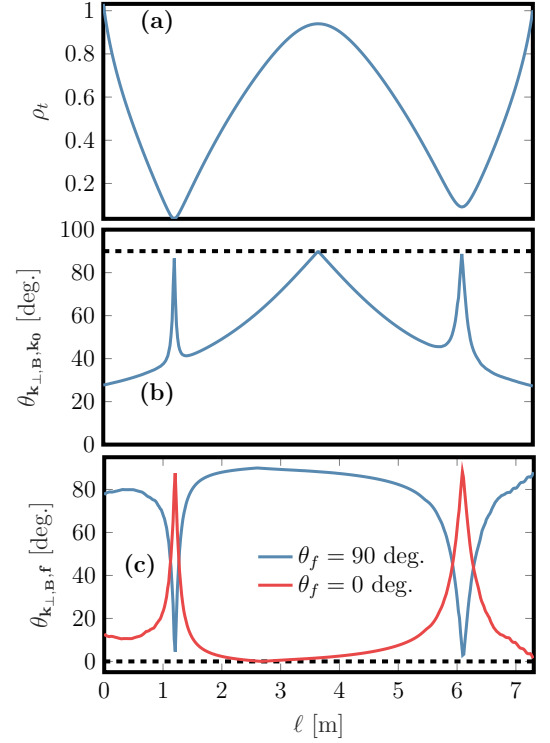 (a)
1
0.8
0.6
0.4
0.2
ρₜ
100
80
60
40
20
0
θ_{k⊥,B,k₀} [deg.]
(b)
80
60
40
20
0
θ_{k⊥,B,f} [deg.]
(c)
θ_f = 90 deg.
θ_f = 0 deg.
0 1 2 3 4 5 6 7
ℓ [m]